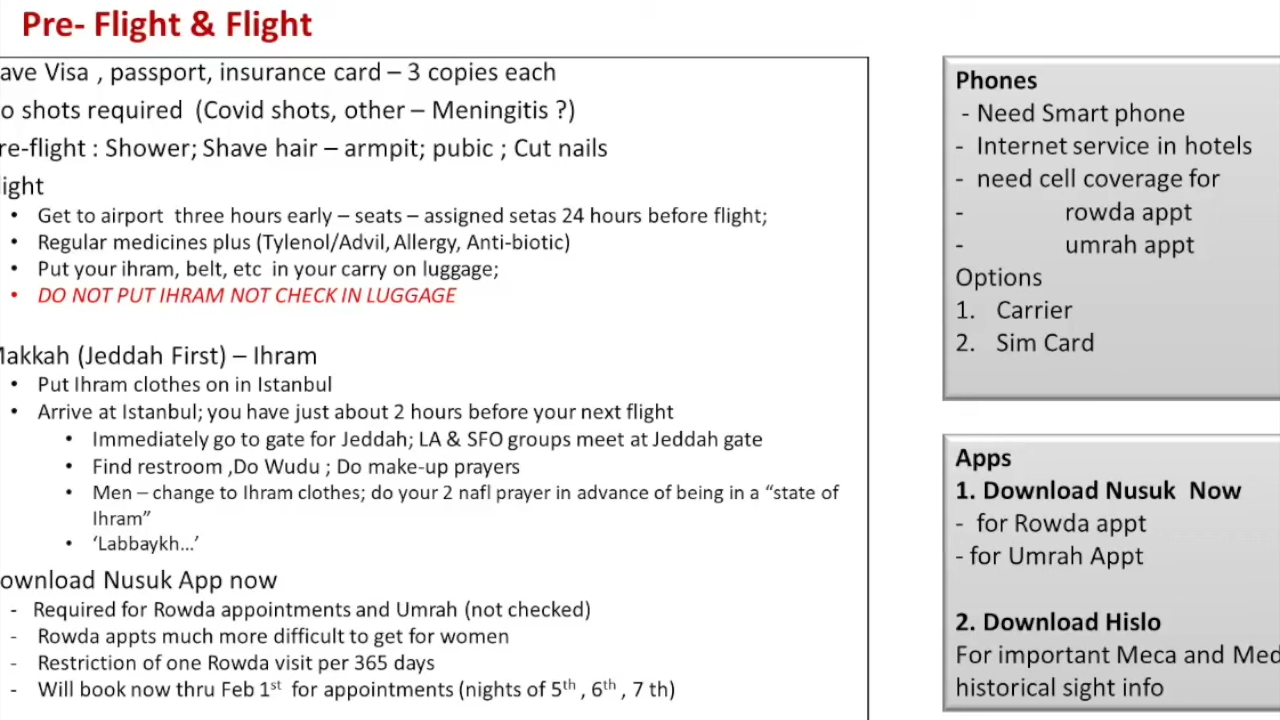 Pre- Flight & Flight
ave Visa , passport, insurance card – 3 copies each
o shots required (Covid shots, other – Meningitis ?)
re-flight : Shower; Shave hair – armpit; pubic ; Cut nails
light
• Get to airport three hours early – seats – assigned setas 24 hours before flight;
• Regular medicines plus (Tylenol/Advil, Allergy, Anti-biotic)
• Put your ihram, belt, etc in your carry on luggage;
• DO NOT PUT IHRAM NOT CHECK IN LUGGAGE
Makkah (Jeddah First) – Ihram
• Put Ihram clothes on in Istanbul
• Arrive at Istanbul; you have just about 2 hours before your next flight
• Immediately go to gate for Jeddah; LA & SFO groups meet at Jeddah gate
• Find restroom ,Do Wudu ; Do make-up prayers
• Men – change to Ihram clothes; do your 2 nafl prayer in advance of being in a “state of
Ihram”
• ‘Labbaykh…’
ownload Nusuk App now
- Required for Rowda appointments and Umrah (not checked)
- Rowda appts much more difficult to get for women
- Restriction of one Rowda visit per 365 days
- Will book now thru Feb 1st for appointments (nights of 5th , 6th , 7 th)
Phones
- Need Smart phone
- Internet service in hotels
- need cell coverage for
- rowda appt
- umrah appt
Options
1. Carrier
2. Sim Card
Apps
1. Download Nusuk Now
- for Rowda appt
- for Umrah Appt
2. Download Hislo
For important Meca and Med
historical sight info